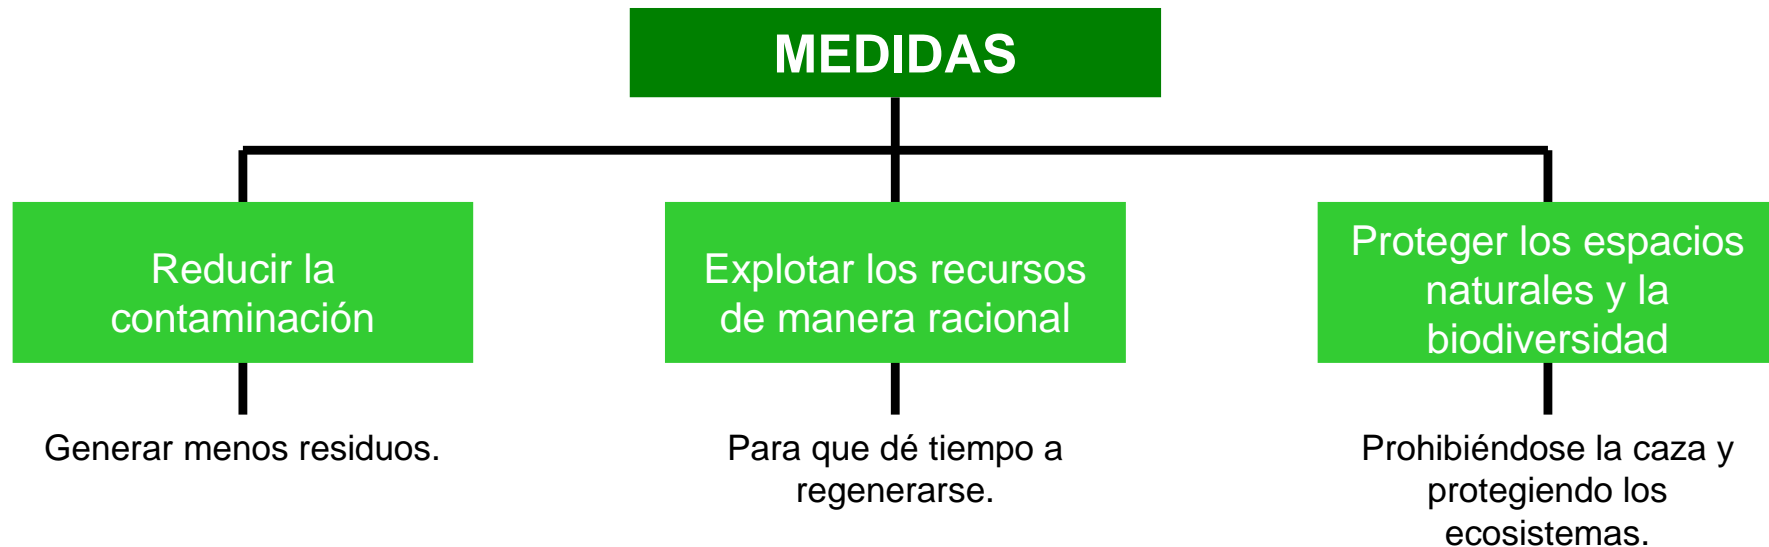 MEDIDAS
Reducir la
contaminación
Generar menos residuos.
Explotar los recursos
de manera racional
Para que dé tiempo a
regenerarse.
Proteger los espacios
naturales y la
biodiversidad
Prohibiéndose la caza y
protegiendo los
ecosistemas.